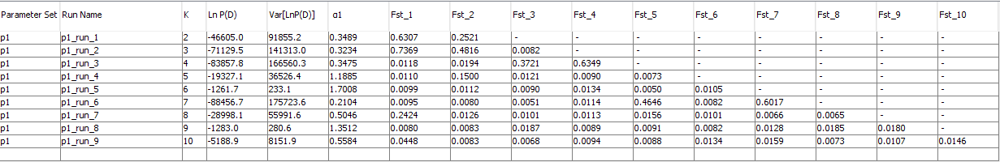 Parameter Set Run Name K Ln P(D) Var[LnP(D)] α1 Fst_1 Fst_2 Fst_3 Fst_4 Fst_5 Fst_6 Fst_7 Fst_8 Fst_9 Fst_10
p1 p1_run_1 2 -46605.0 91855.2 0.3489 0.6307 0.2521 - - - - - - - -
p1 p1_run_2 3 -71129.5 141313.0 0.3234 0.7369 0.4816 0.0082 - - - - - - -
p1 p1_run_3 4 -83857.8 166560.3 0.3475 0.0118 0.0194 0.3721 0.6349 - - - - - -
p1 p1_run_4 5 -19327.1 36526.4 1.1885 0.0110 0.1500 0.0121 0.0090 0.0073 - - - - -
p1 p1_run_5 6 -1261.7 233.1 1.7008 0.0099 0.0112 0.0090 0.0134 0.0050 0.0105 - - - -
p1 p1_run_6 7 -88456.7 175723.6 0.2104 0.0095 0.0080 0.0051 0.0114 0.4646 0.0082 0.6017 - - -
p1 p1_run_7 8 -28998.1 55991.6 0.5046 0.2424 0.0126 0.0101 0.0113 0.0156 0.0101 0.0066 0.0065 - -
p1 p1_run_8 9 -1283.0 280.6 1.3512 0.0080 0.0083 0.0187 0.0089 0.0091 0.0082 0.0128 0.0185 0.0180 -
p1 p1_run_9 10 -5188.9 8151.9 0.5584 0.0448 0.0083 0.0068 0.0094 0.0088 0.0134 0.0159 0.0073 0.0107 0.0146